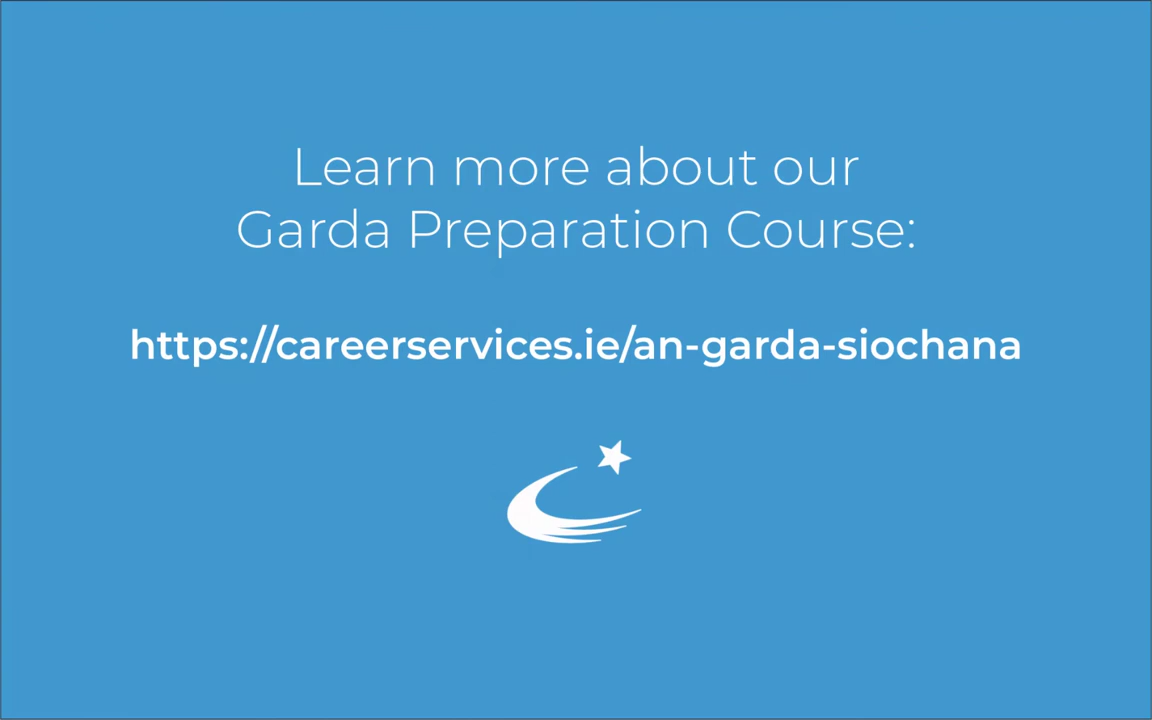 Learn more about our
Garda Preparation Course:
https://careerservices.ie/an-garda-siochana